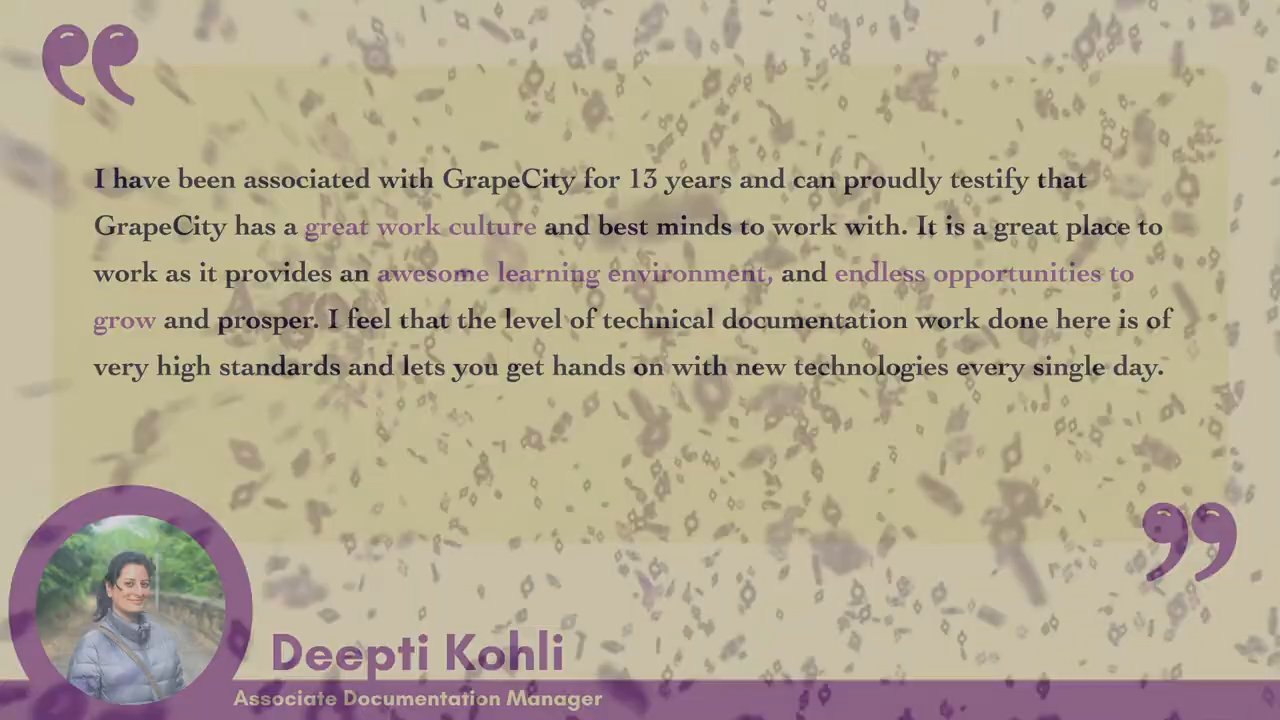 I have been associated with GrapeCity for 13 years and can proudly testify that
GrapeCity has a great work culture and best minds to work with. It is a great place to
work as it provides an awesome learning environment, and endless opportunities to
grow and prosper. I feel that the level of technical documentation work done here is of
very high standards and lets you get hands on with new technologies every single day.
Deepti Kohli
Associate Documentation Manager